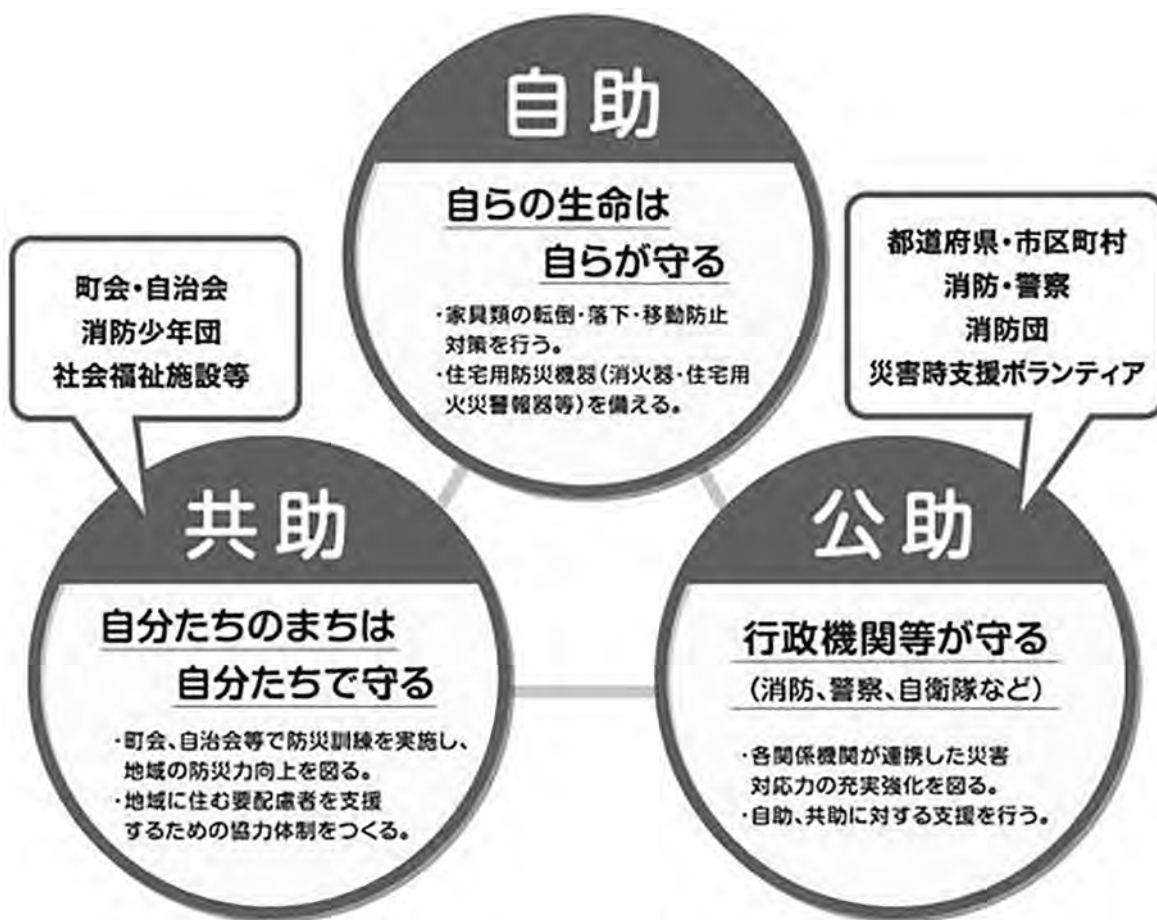 自助
自らの生命は
自らが守る
・家具類の転倒・落下・移動防止
対策を行う。
・住宅用防災機器(消火器・住宅用
火災警報器等)を備える。
町会・自治会
消防少年団
社会福祉施設等
共助
自分たちのまちは
自分たちで守る
・町会、自治会等で防災訓練を実施し、
地域の防災力向上を図る。
・地域に住む要配慮者を支援
するための協力体制をつくる。
都道府県・市区町村
消防・警察
消防団
災害時支援ボランティア
公助
行政機関等が守る
(消防、警察、自衛隊など)
・各関係機関が連携した災害
対応力の充実強化を図る。
・自助、共助に対する支援を行う。